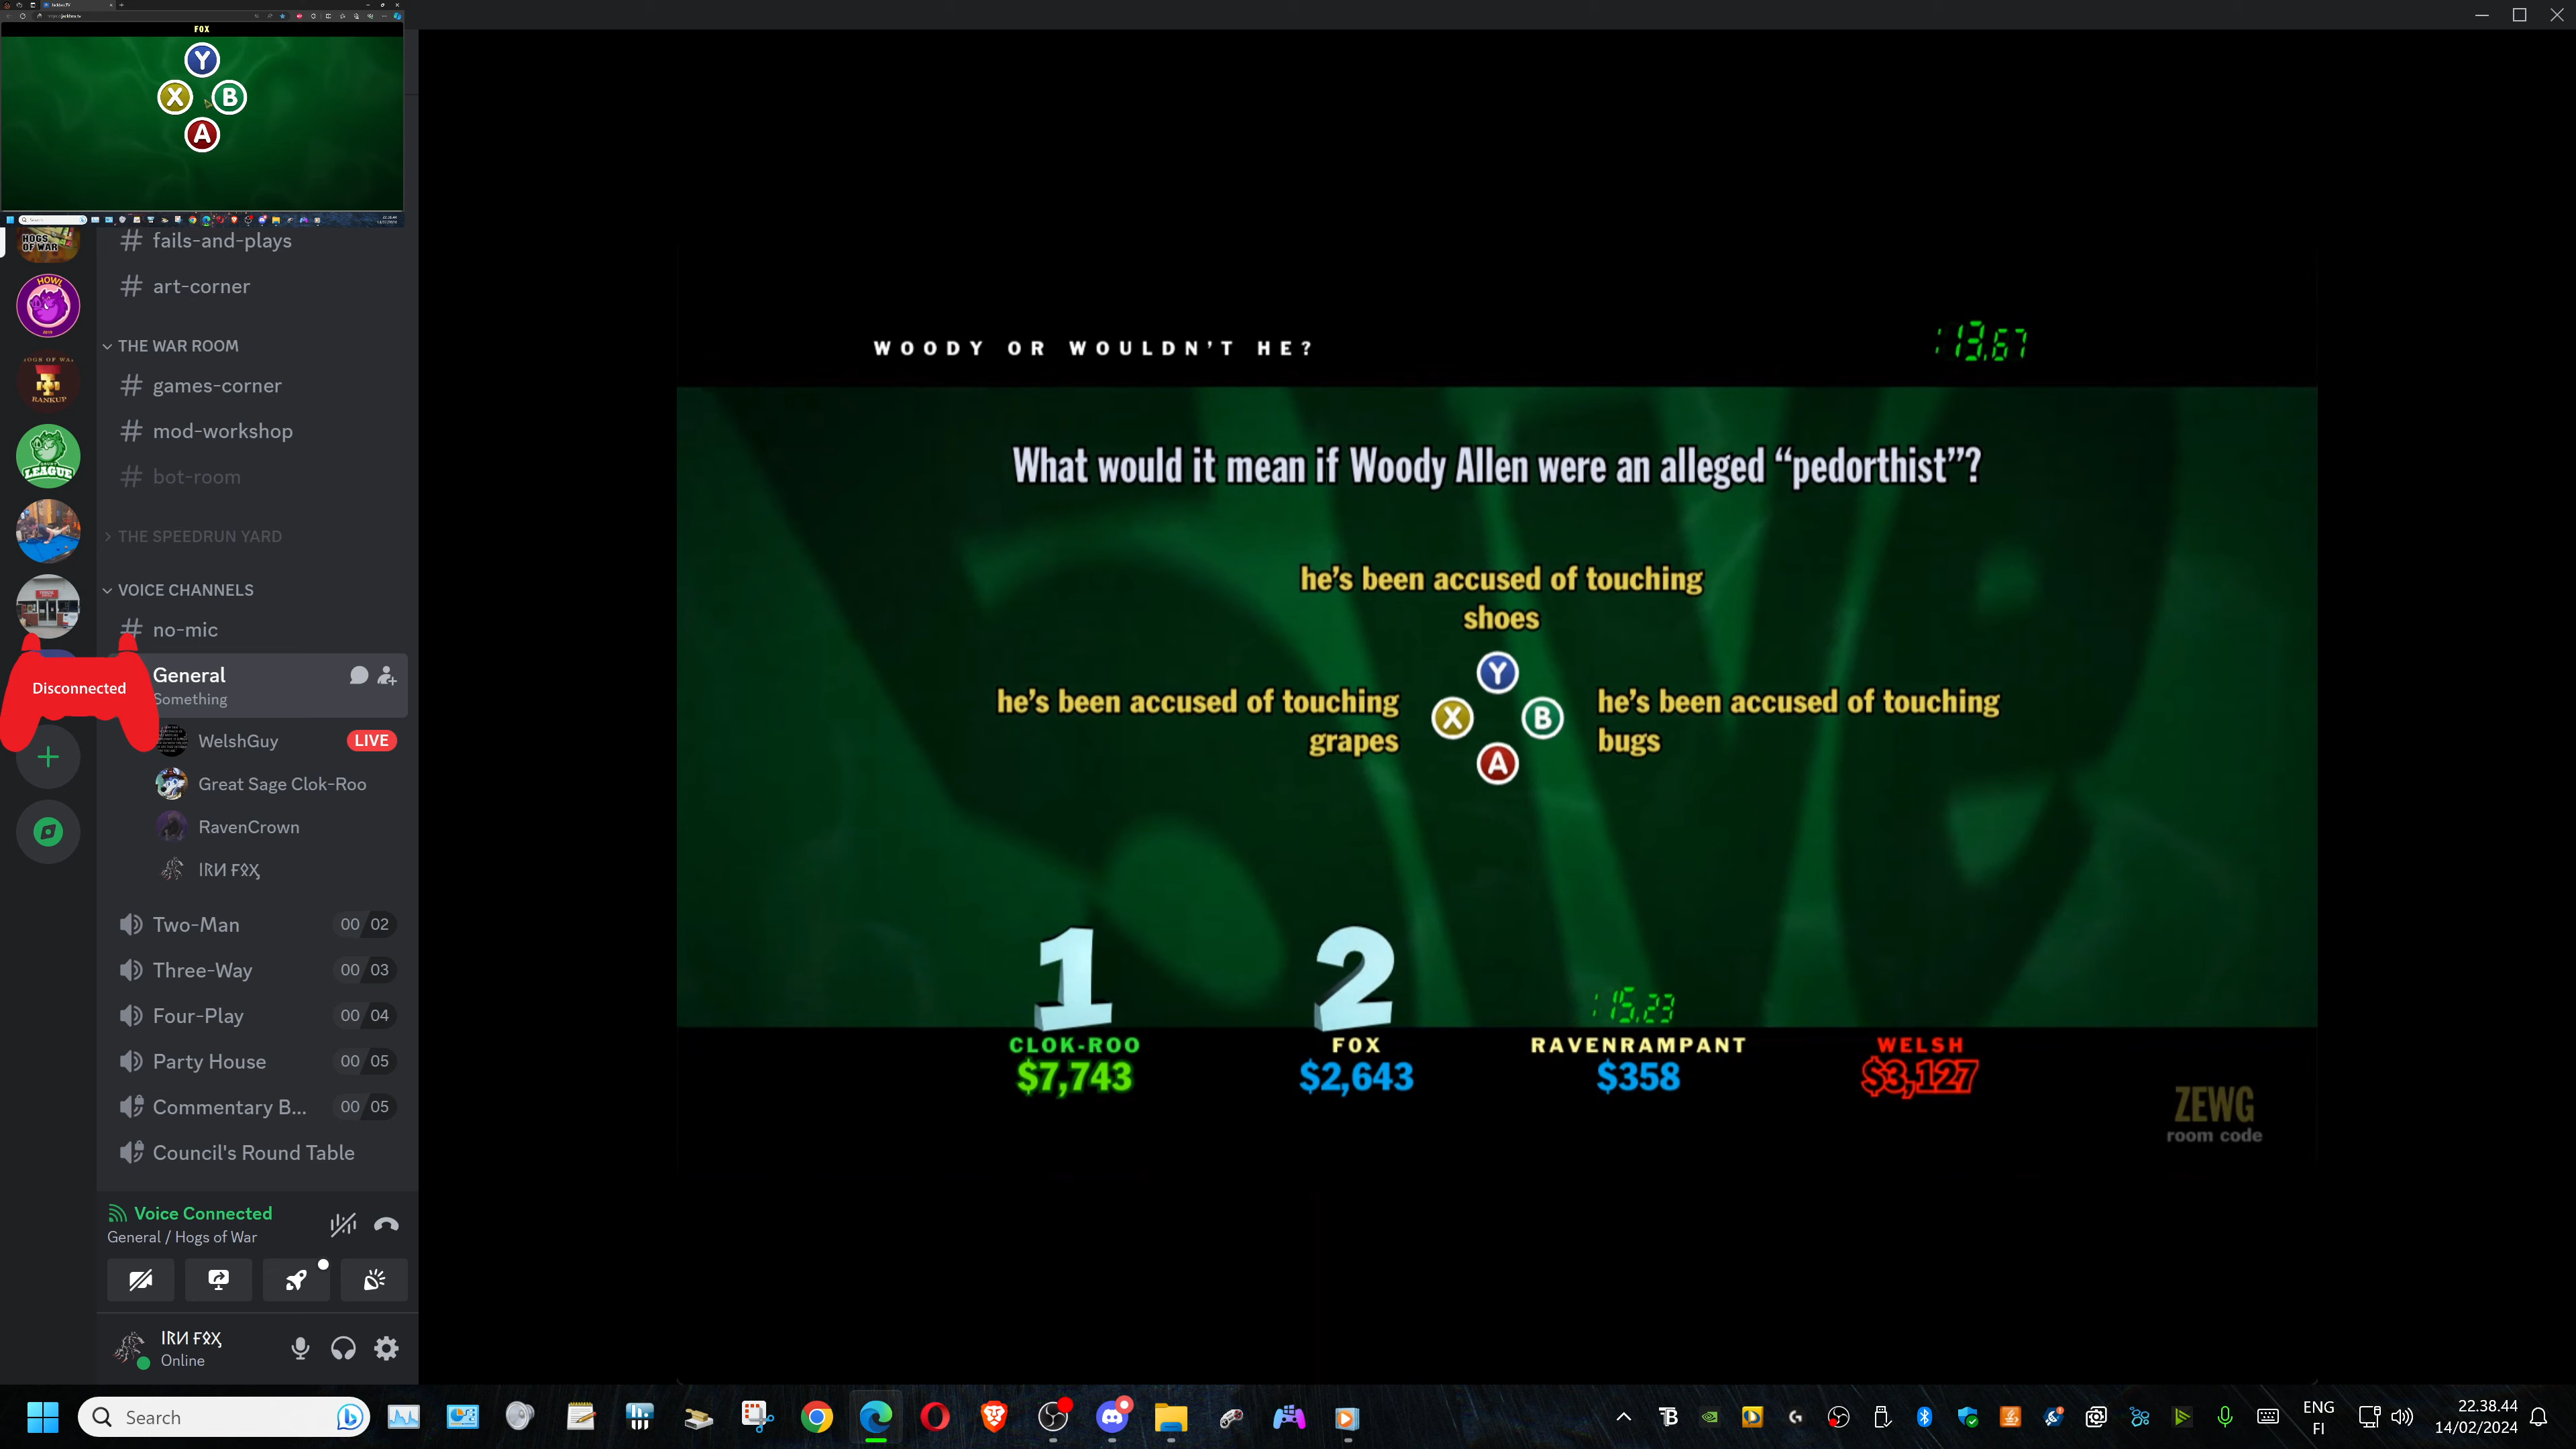 FOX
Y
X
B
A
HOGS
OF WAR
fails-and-plays
HOWL
art-corner
THE WAR ROOM
RANKUP
games-corner
mod-workshop
LEAGUE
bot-room
THE SPEEDRUN YARD
VOICE CHANNELS
no-mic
General
Something
Disconnected
WelshGuy
LIVE
Great Sage Clok-Roo
RavenCrown
Two-Man
00 02
Three-Way
00 03
Four-Play
00 04
Party House
00 05
Commentary B...
00 05
Council's Round Table
Voice Connected
General / Hogs of War
Online
WOODY OR WOULDN'T HE?
:13.67
What would it mean if Woody Allen were an alleged “pedorthist”?
he's been accused of touching
shoes
Y
he's been accused of touching
grapes
X
B
he's been accused of touching
bugs
A
1
2
:15.23
CLOK-ROO
$7,743
FOX
$2,643
RAVENRAMPANT
$358
WELSH
$3,127
ZEWG
room code
Search
ENG
FI
22.38.44
14/02/2024